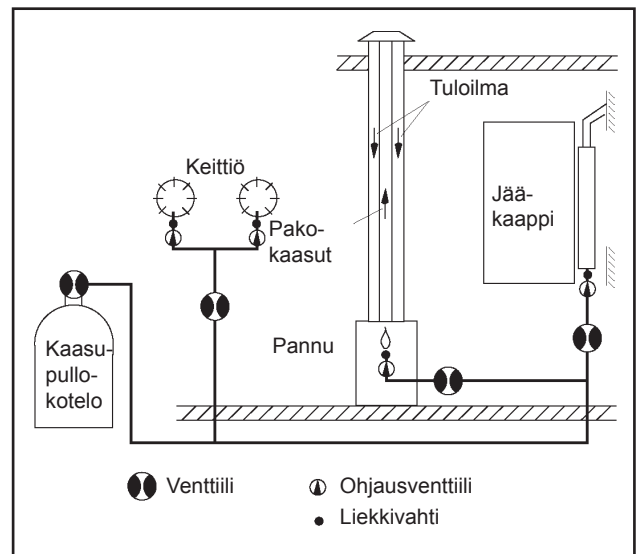 Tuloilma
Keittiö
Pako-
kaasut
Jää-
kaappi
Kaasu-
pullo-
kotelo
Pannu
Venttiili
Ohjausventtiili
Liekkivahti